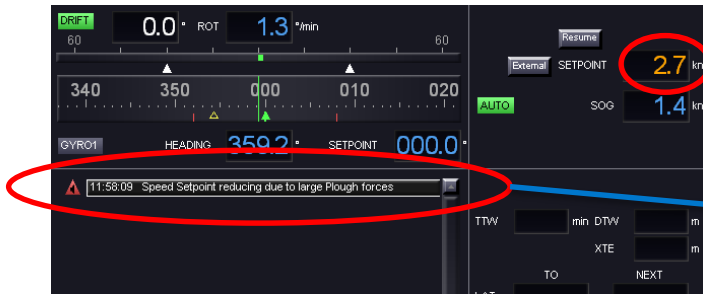 DRIFT 0.0 ° ROT 1.3 °/min
60 60
Resume
External SETPOINT 2.7 kn
340 350 000 010 020
AUTO SOG 1.4 kn
GYRO1 HEADING 359.2 ° SETPOINT 000.0 °
11:58:09 Speed Setpoint reducing due to large Plough forces
TTW min DTW m
XTE m
TO NEXT